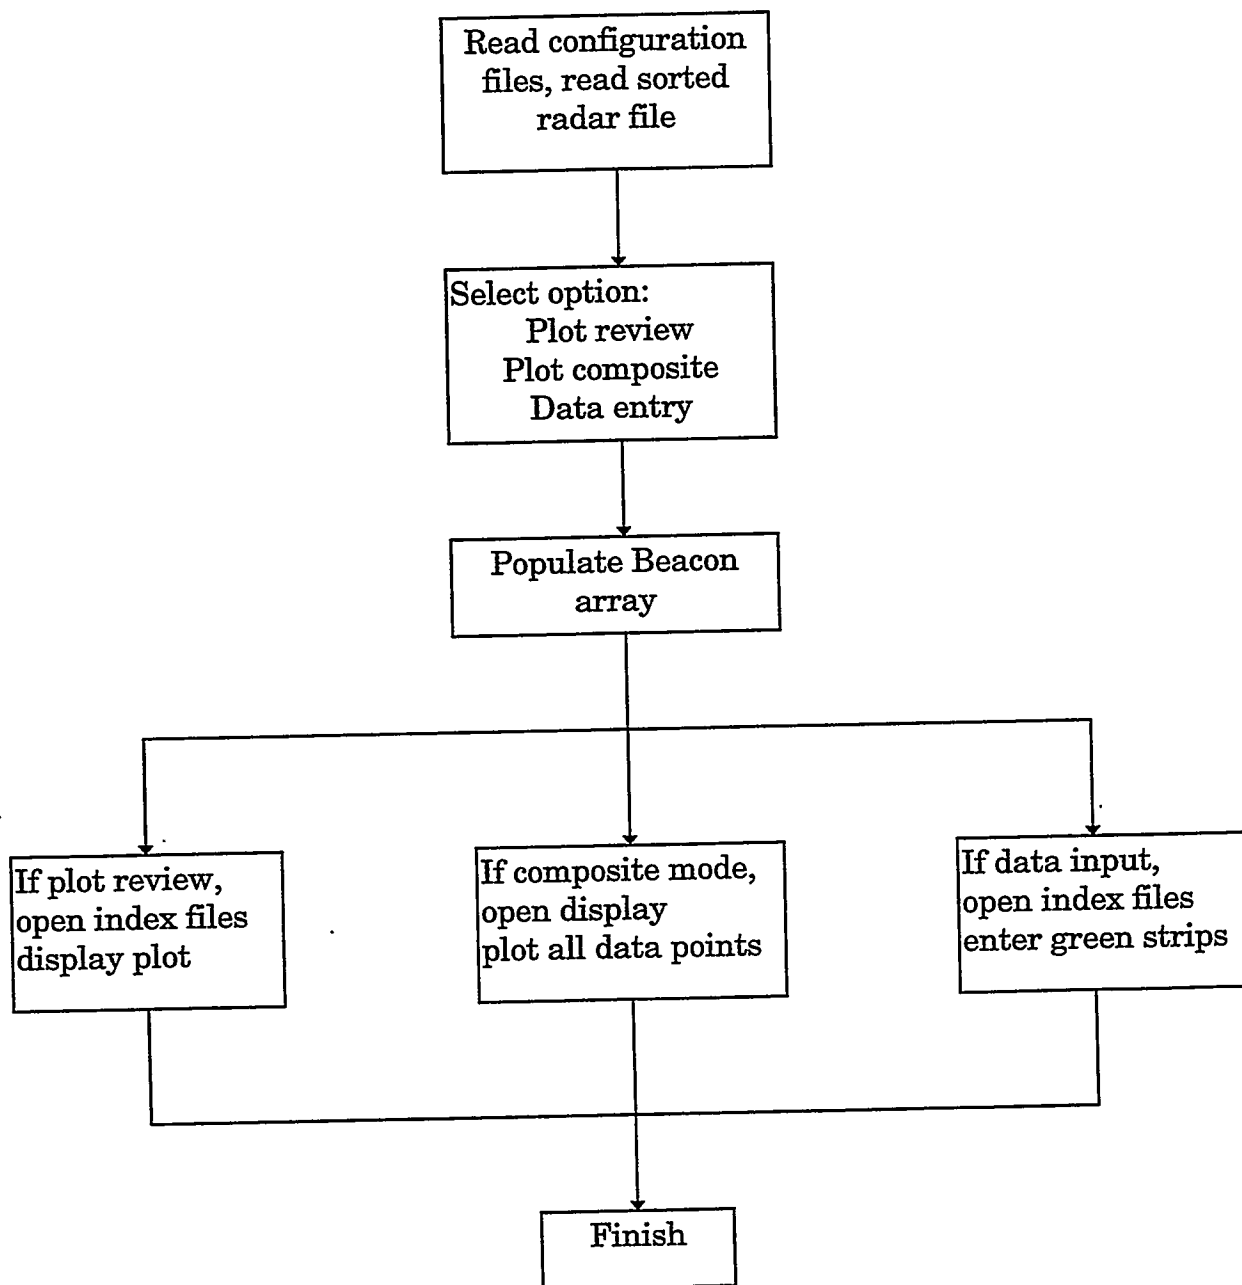 Read configuration
files, read sorted
radar file
Select option:
Plot review
Plot composite
Data entry
Populate Beacon
array
If plot review,
open index files
display plot
If composite mode,
open display
plot all data points
If data input,
open index files
enter green strips
Finish